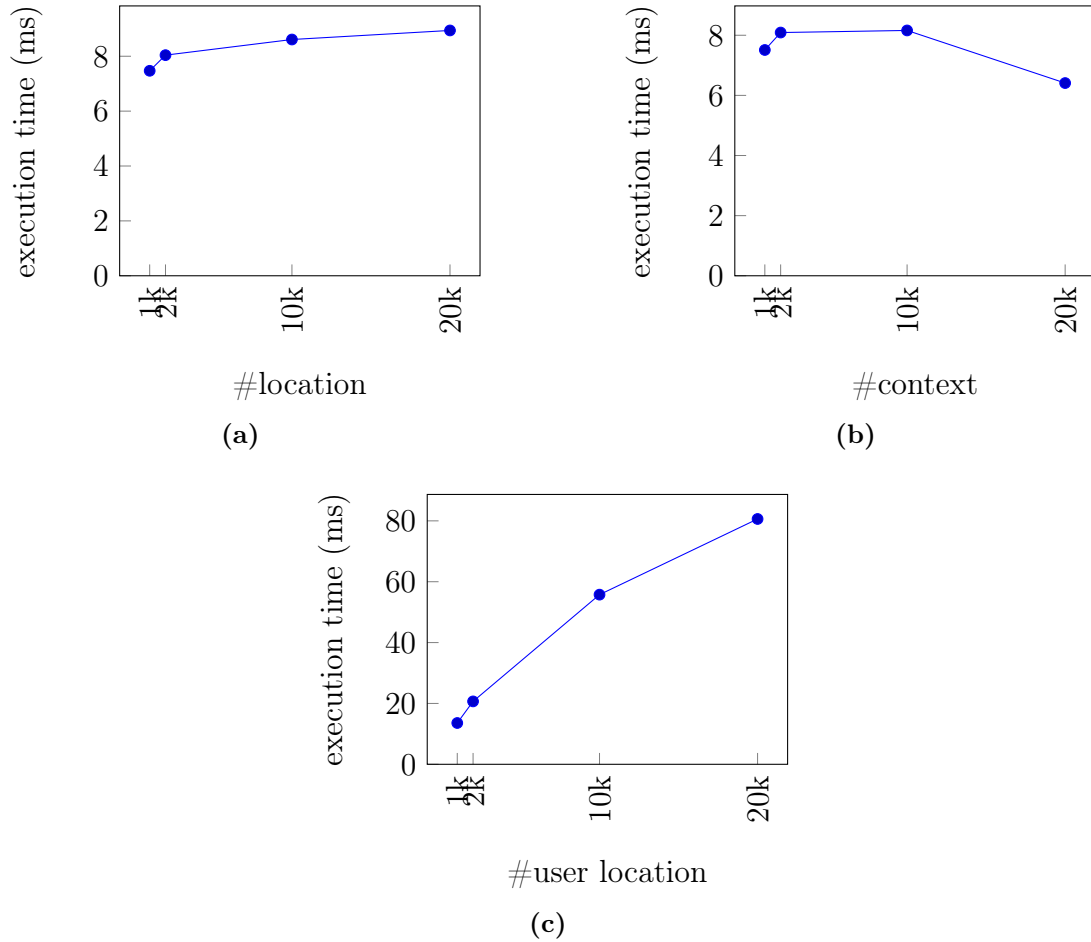 execution time (ms)
8
6
4
2
0
1k
2k
10k
20k
#location
(a)
execution time (ms)
8
6
4
2
0
1k
2k
10k
20k
#context
(b)
execution time (ms)
80
60
40
20
0
1k
2k
10k
20k
#user location
(c)